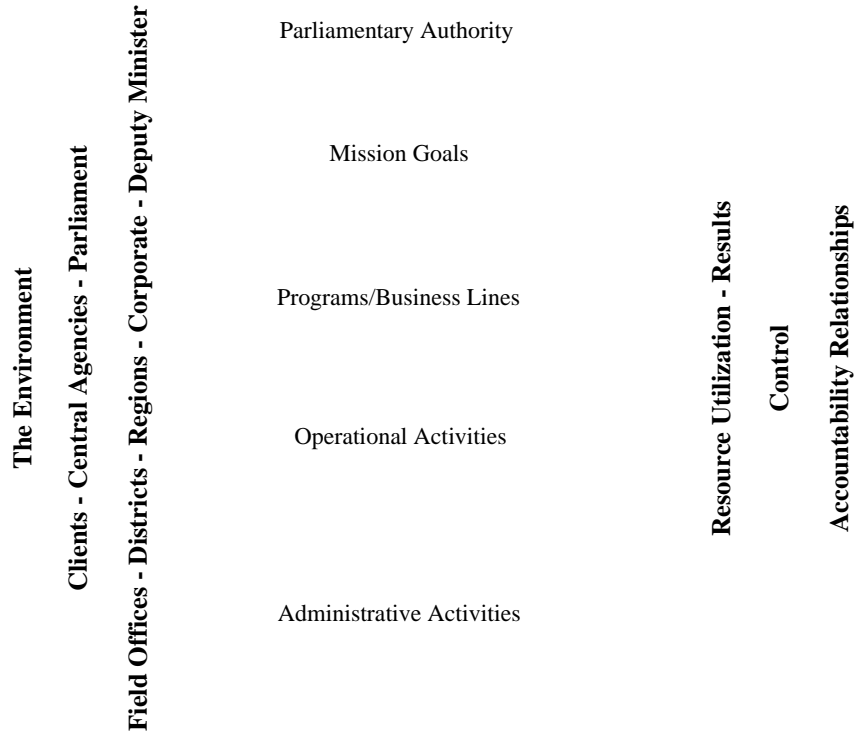 The Environment
Clients - Central Agencies - Parliament
Field Offices - Districts - Regions - Corporate - Deputy Minister
Parliamentary Authority
Mission Goals
Programs/Business Lines
Operational Activities
Administrative Activities
Resource Utilization - Results
Control
Accountability Relationships